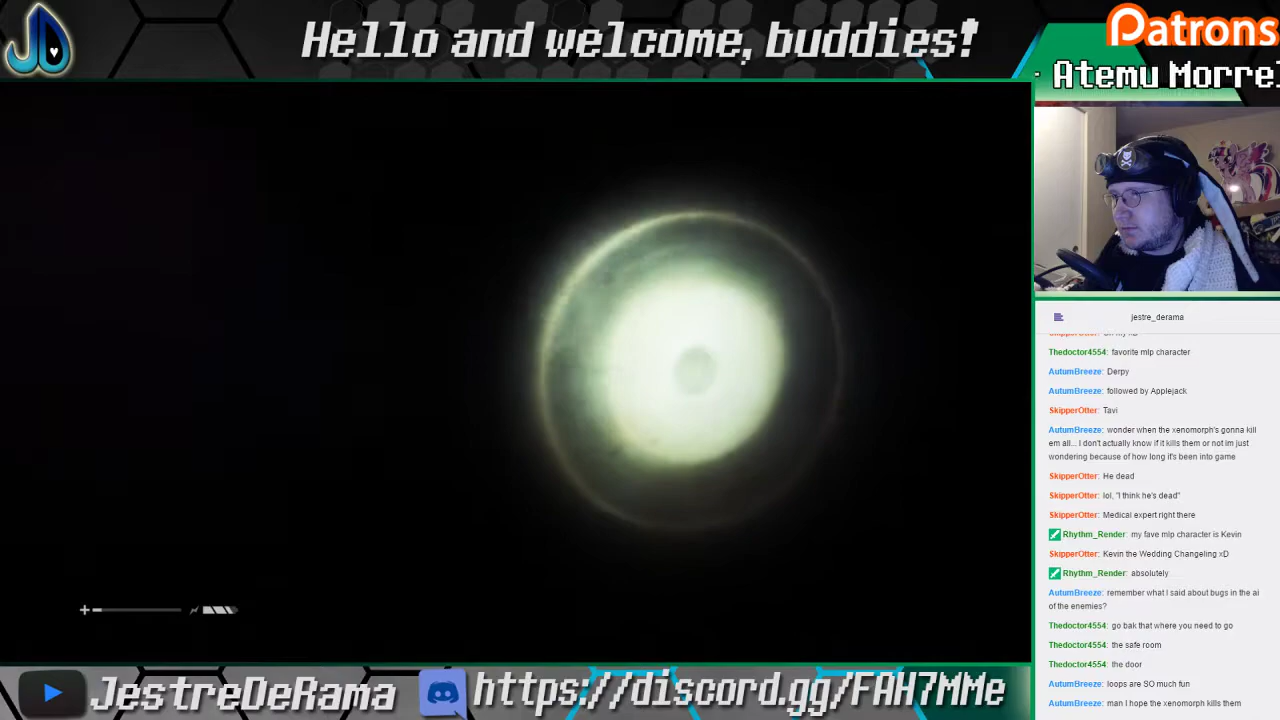 Hello and welcome, buddies!
Patrons
Atemu Morrel
JD
jestre_derama
Thedoctor4554: favorite mlp character
AutumBreeze: Derpy
AutumBreeze: followed by Applejack
SkipperOtter: Tavi
AutumBreeze: wonder when the xenomorph's gonna kill
em all... I don't actually know if it kills them or not Im just
wondering because of how long it's been into game
SkipperOtter: He dead
SkipperOtter: lol, "I think he's dead"
SkipperOtter: Medical expert right there
Rhythm_Render: my fave mlp character is Kevin
SkipperOtter: Kevin the Wedding Changeling xD
Rhythm_Render: absolutely
AutumBreeze: remember what I said about bugs in the ai
of the enemies?
Thedoctor4554: go bak that where you need to go
Thedoctor4554: the safe room
Thedoctor4554: the door
AutumBreeze: loops are SO much fun
AutumBreeze: man I hope the xenomorph kills them
JestreDeRama
https://discord.gg/FAH7MMe